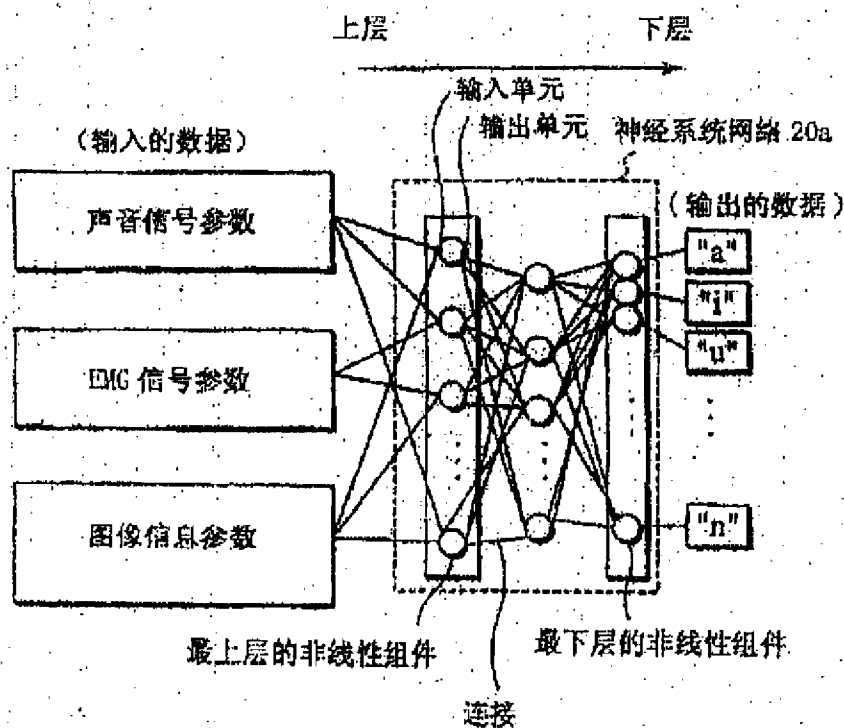 上层
下层
输入单元
输出单元
神经系统网络 20a
(输入的数据)
(输出的数据)
声音信号参数
EMG 信号参数
图像信息参数
"a"
"i"
"u"
"n"
最上层的非线性组件
最下层的非线性组件
连接